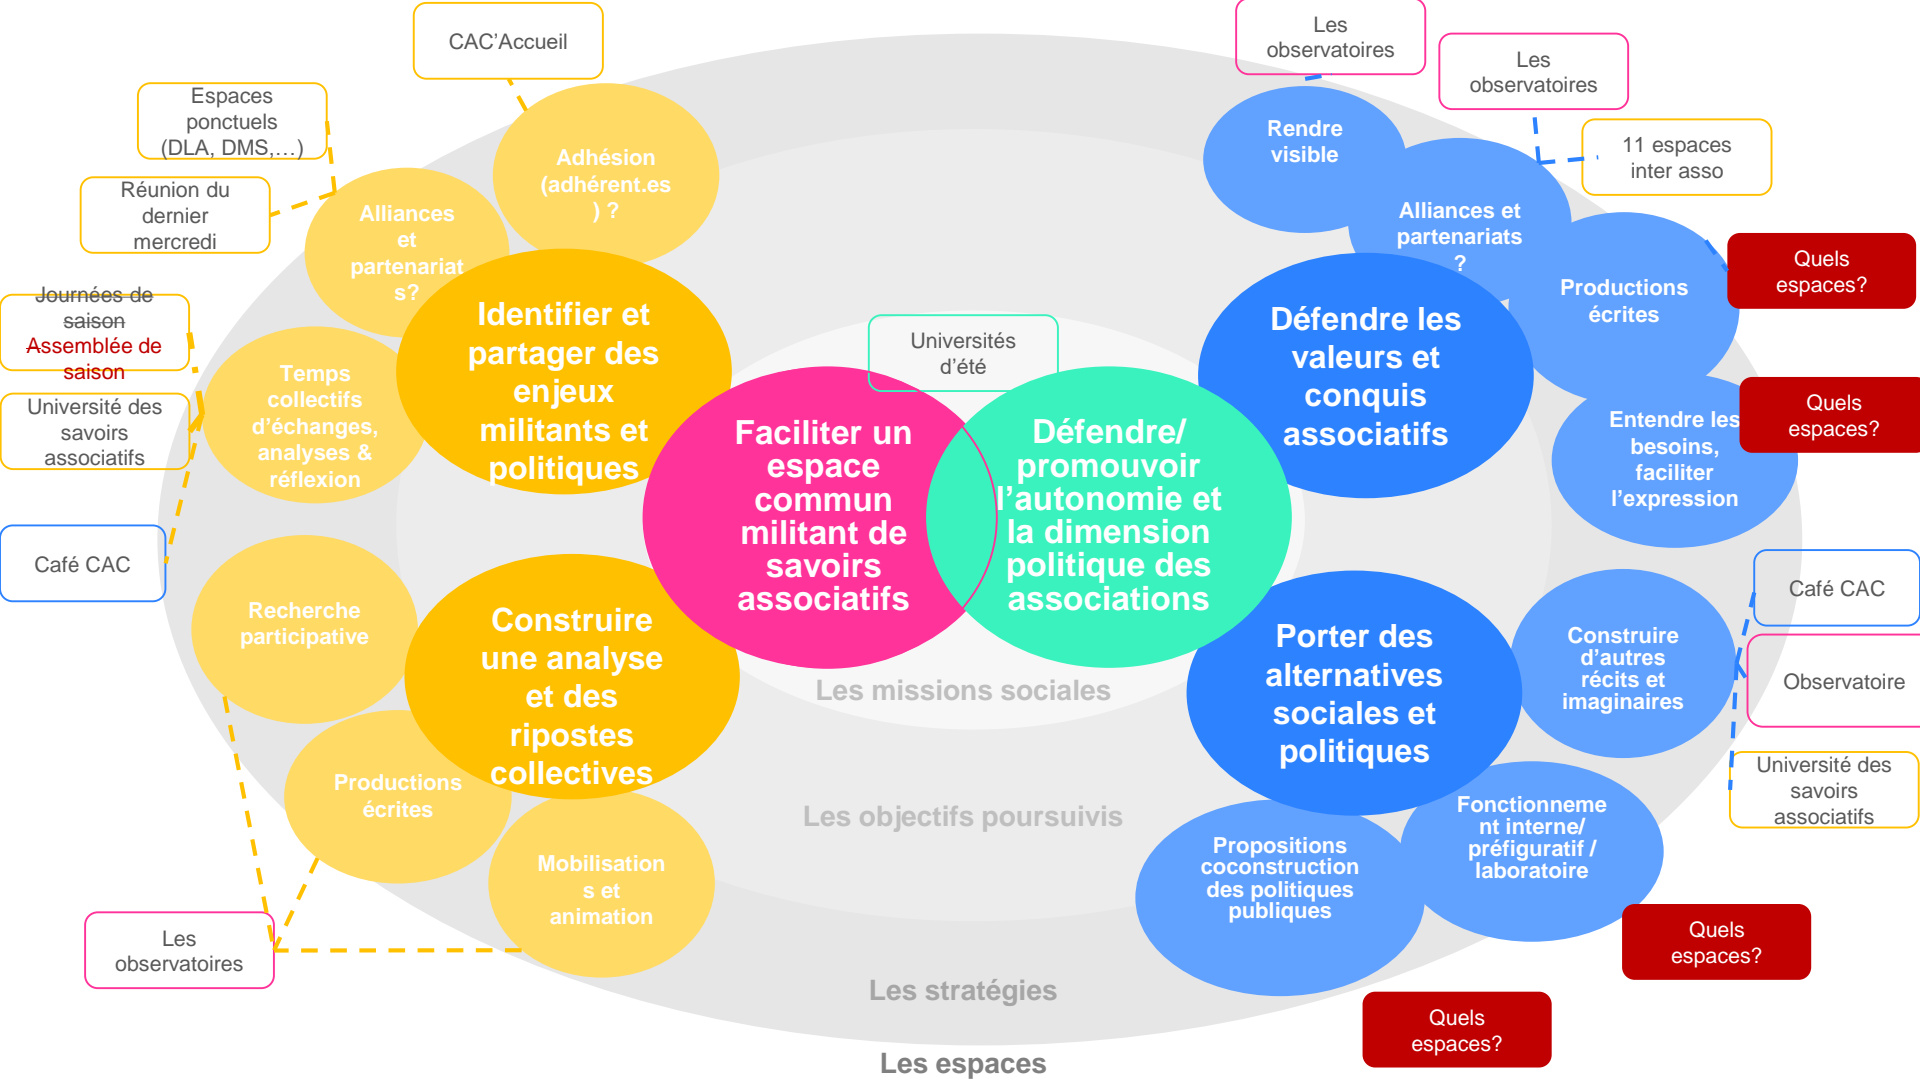 CAC’Accueil
Espaces
ponctuels
(DLA, DMS,…)
Réunion du
dernier
mercredi
Journées de
saison
Assemblée de
saison
Université des
savoirs
associatifs
Café CAC
Les
observatoires
Adhésion
(adhérent.es
) ?
Alliances
et
partenariat
s?
Temps
collectifs
d’échanges,
analyses &
réflexion
Recherche
participative
Productions
écrites
Mobilisation
s et
animation
Identifier et
partager des
enjeux
militants et
politiques
Construire
une analyse
et des
ripostes
collectives
Universités
d’été
Faciliter un
espace
commun
militant de
savoirs
associatifs
Défendre/
promouvoir
l’autonomie et
la dimension
politique des
associations
Les missions sociales
Les objectifs poursuivis
Les stratégies
Les espaces
Défendre les
valeurs et
conquis
associatifs
Porter des
alternatives
sociales et
politiques
Les
observatoires
Les
observatoires
11 espaces
inter asso
Rendre
visible
Alliances et
partenariats
?
Productions
écrites
Quels
espaces?
Entendre les
besoins,
faciliter
l’expression
Quels
espaces?
Construire
d’autres
récits et
imaginaires
Café CAC
Observatoire
Université des
savoirs
associatifs
Fonctionneme
nt interne/
préfiguratif /
laboratoire
Quels
espaces?
Propositions
coconstruction
des politiques
publiques
Quels
espaces?